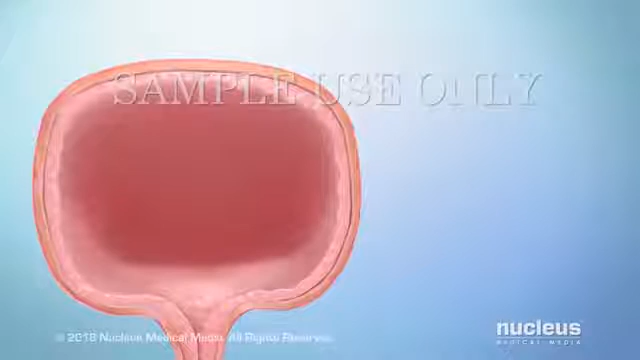 SAMPLE USE ONLY
© 2018 Nucleus Medical Media. All Rights Reserved.
nucleus
MEDICAL MEDIA